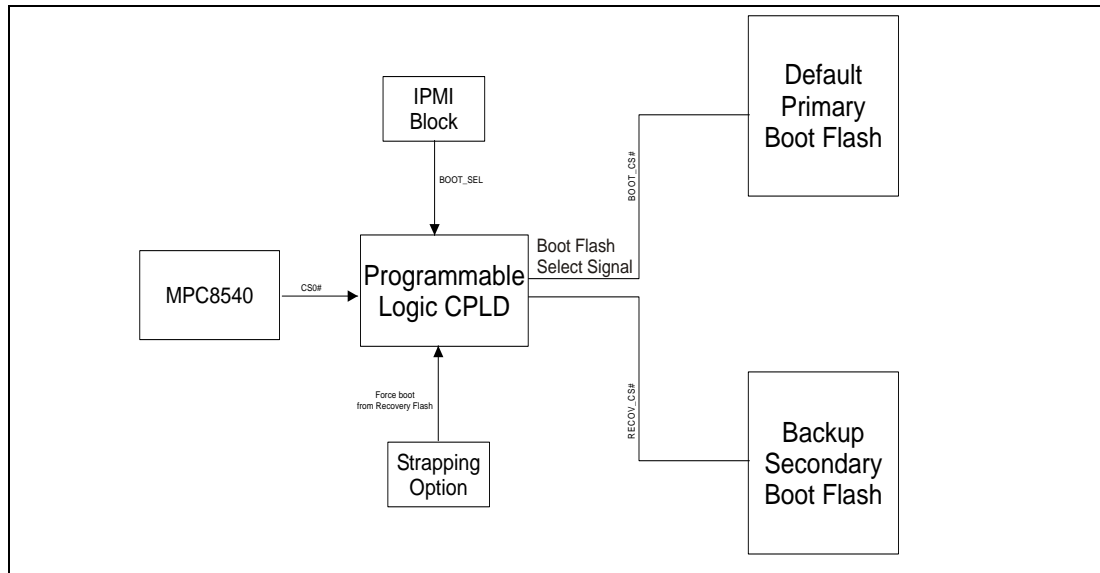 IPMI
Block
BOOT_SEL
MPC8540
CS0#
Programmable
Logic CPLD
Boot Flash
Select Signal
BOOT_CS#
Default
Primary
Boot Flash
RECOV_CS#
Backup
Secondary
Boot Flash
Force boot
from Recovery Flash
Strapping
Option